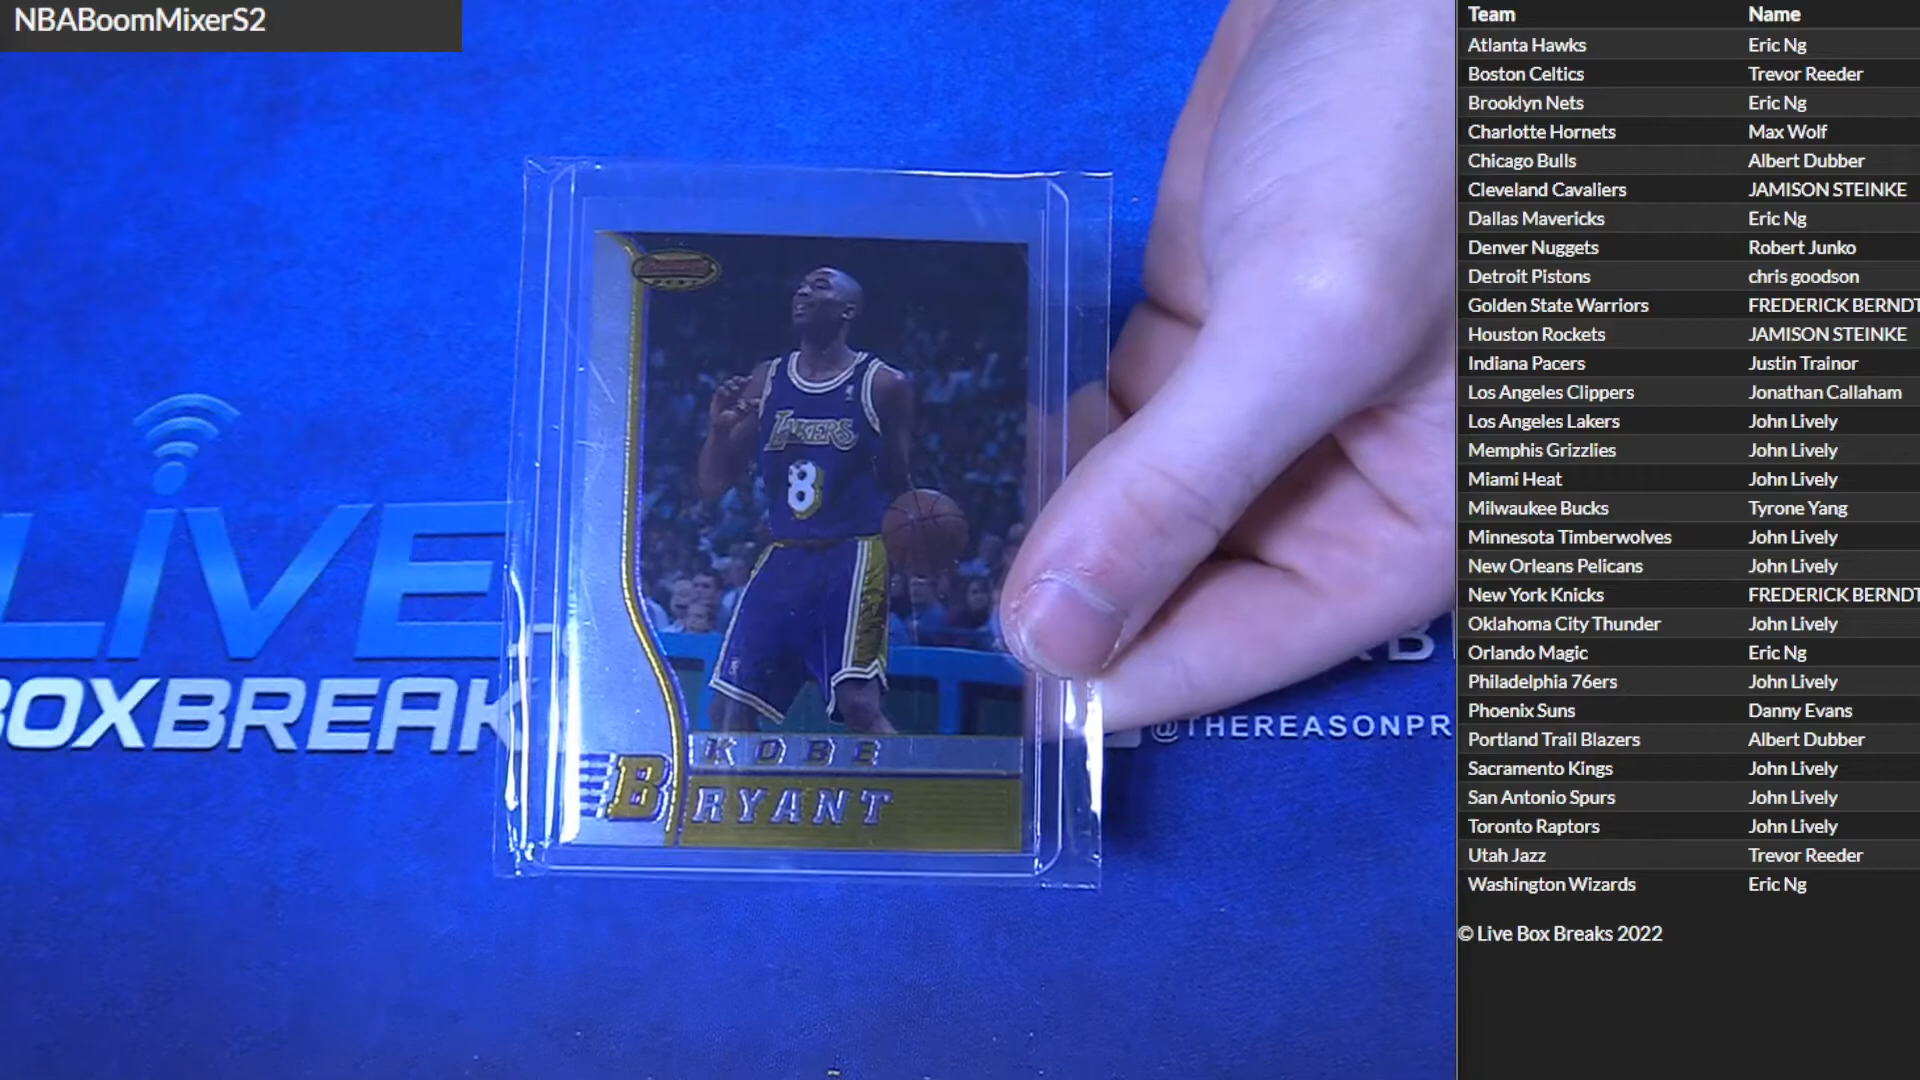 NBABoomMixerS2
LAKERS
8
KOBE
BRYANT
LIVE
BOXBREAK
@THEREASONPR
Team Name
Atlanta Hawks Eric Ng
Boston Celtics Trevor Reeder
Brooklyn Nets Eric Ng
Charlotte Hornets Max Wolf
Chicago Bulls Albert Dubber
Cleveland Cavaliers JAMISON STEINKE
Dallas Mavericks Eric Ng
Denver Nuggets Robert Junko
Detroit Pistons chris goodson
Golden State Warriors FREDERICK BERNDT
Houston Rockets JAMISON STEINKE
Indiana Pacers Justin Trainor
Los Angeles Clippers Jonathan Callaham
Los Angeles Lakers John Lively
Memphis Grizzlies John Lively
Miami Heat John Lively
Milwaukee Bucks Tyrone Yang
Minnesota Timberwolves John Lively
New Orleans Pelicans John Lively
New York Knicks FREDERICK BERNDT
Oklahoma City Thunder John Lively
Orlando Magic Eric Ng
Philadelphia 76ers John Lively
Phoenix Suns Danny Evans
Portland Trail Blazers Albert Dubber
Sacramento Kings John Lively
San Antonio Spurs John Lively
Toronto Raptors John Lively
Utah Jazz Trevor Reeder
Washington Wizards Eric Ng
© Live Box Breaks 2022